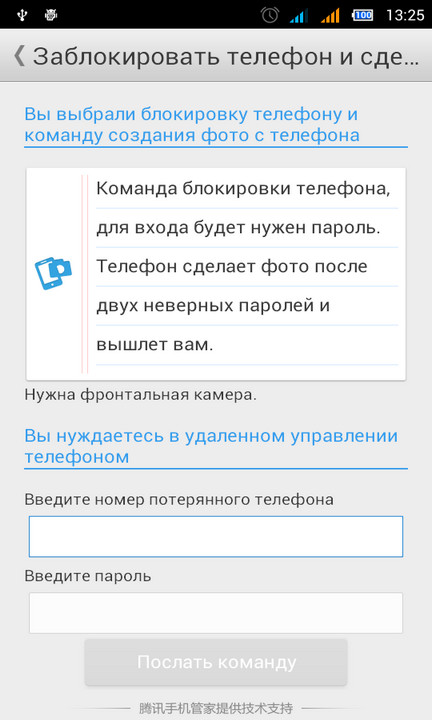 100 13:25
Заблокировать телефон и сде...
Вы выбрали блокировку телефону и
команду создания фото с телефона
Команда блокировки телефона,
для входа будет нужен пароль.
Телефон сделает фото после
двух неверных паролей и
вышлет вам.
Нужна фронтальная камера.
Вы нуждаетесь в удаленном управлении
телефоном
Введите номер потерянного телефона
Введите пароль
Послать команду
腾讯手机管家提供技术支持